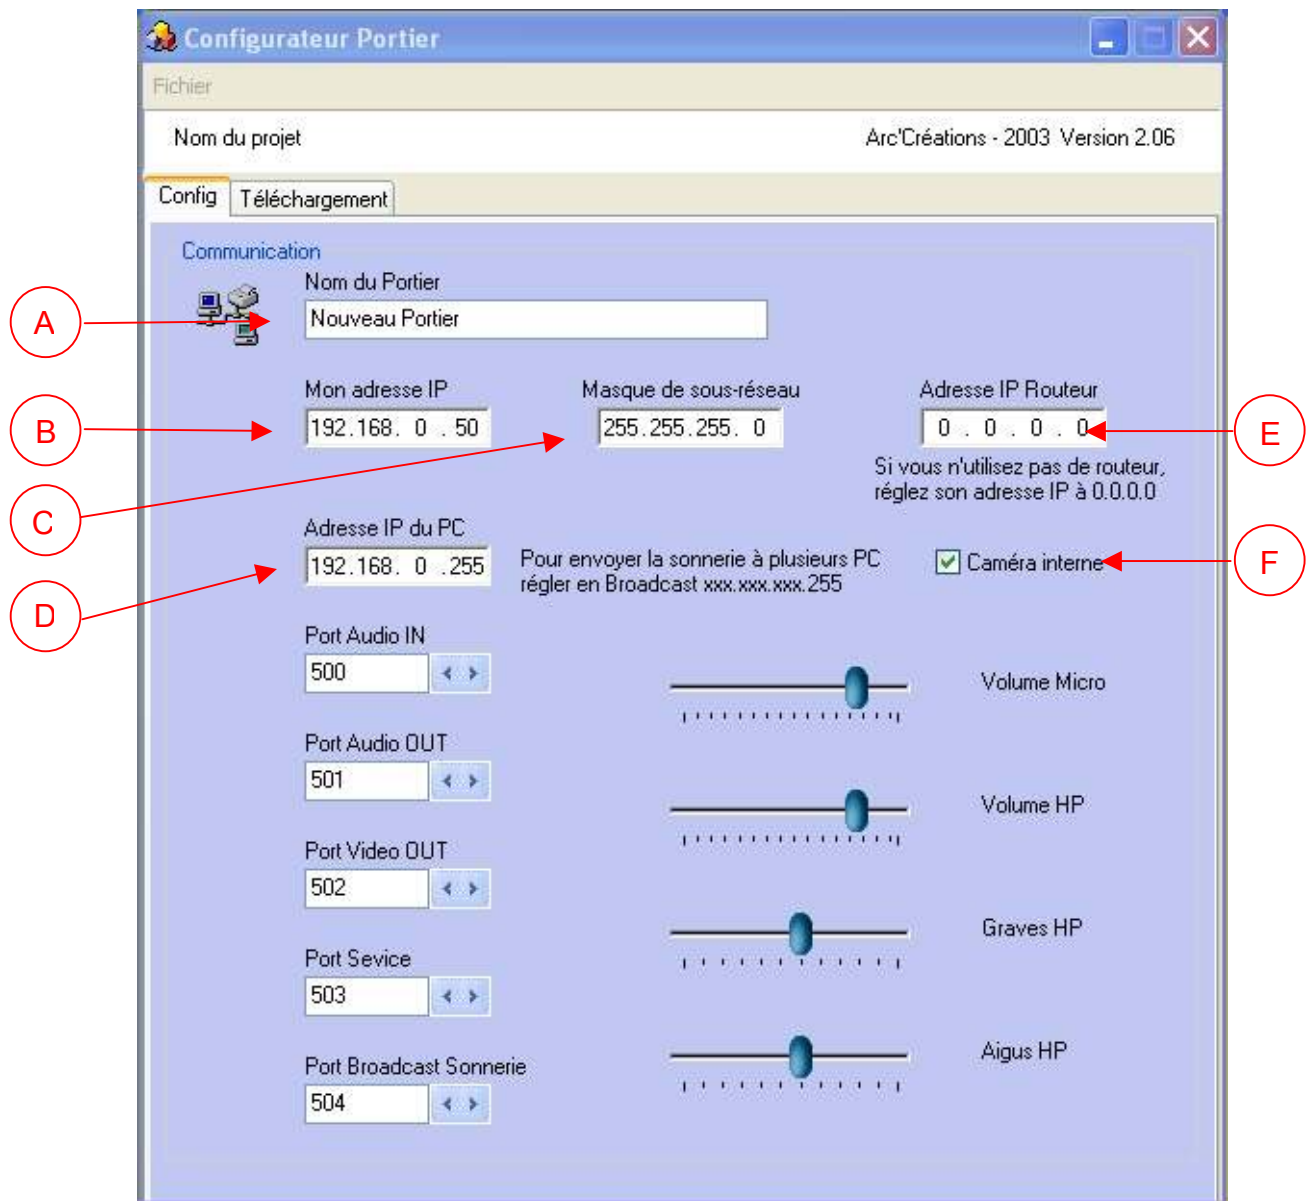 Configurateur Portier
Fichier
Nom du projet
Arc'Créations - 2003 Version 2.06
Config
Téléchargement
Communication
Nom du Portier
A
Nouveau Portier
Mon adresse IP
Masque de sous-réseau
Adresse IP Routeur
B
192.168. 0 . 50
255.255.255. 0
0 . 0 . 0 . 0
E
Si vous n'utilisez pas de routeur,
réglez son adresse IP à 0.0.0.0
C
Adresse IP du PC
192.168. 0 .255
Pour envoyer la sonnerie à plusieurs PC
régler en Broadcast xxx.xxx.xxx.255
Caméra interne
F
D
Port Audio IN
500
Volume Micro
Port Audio OUT
501
Volume HP
Port Video OUT
502
Graves HP
Port Sevice
503
Aigus HP
Port Broadcast Sonnerie
504